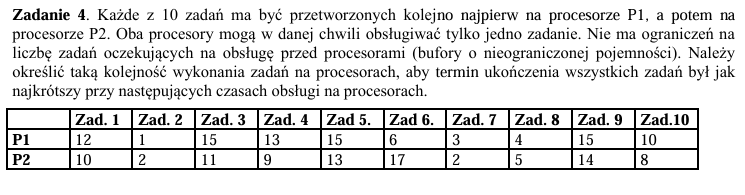 Zadanie 4. Każde z 10 zadań ma być przetworzonych kolejno najpierw na procesorze P1, a potem na
procesorze P2. Oba procesory mogą w danej chwili obsługiwać tylko jedno zadanie. Nie ma ograniczeń na
liczbę zadań oczekujących na obsługę przed procesorami (bufory o nieograniczonej pojemności). Należy
określić taką kolejność wykonania zadań na procesorach, aby termin ukończenia wszystkich zadań był jak
najkrótszy przy następujących czasach obsługi na procesorach.
Zad. 1 Zad. 2 Zad. 3 Zad. 4 Zad 5. Zad 6. Zad. 7 Zad. 8 Zad. 9 Zad.10
P1 12 1 15 13 15 6 3 4 15 10
P2 10 2 11 9 13 17 2 5 14 8